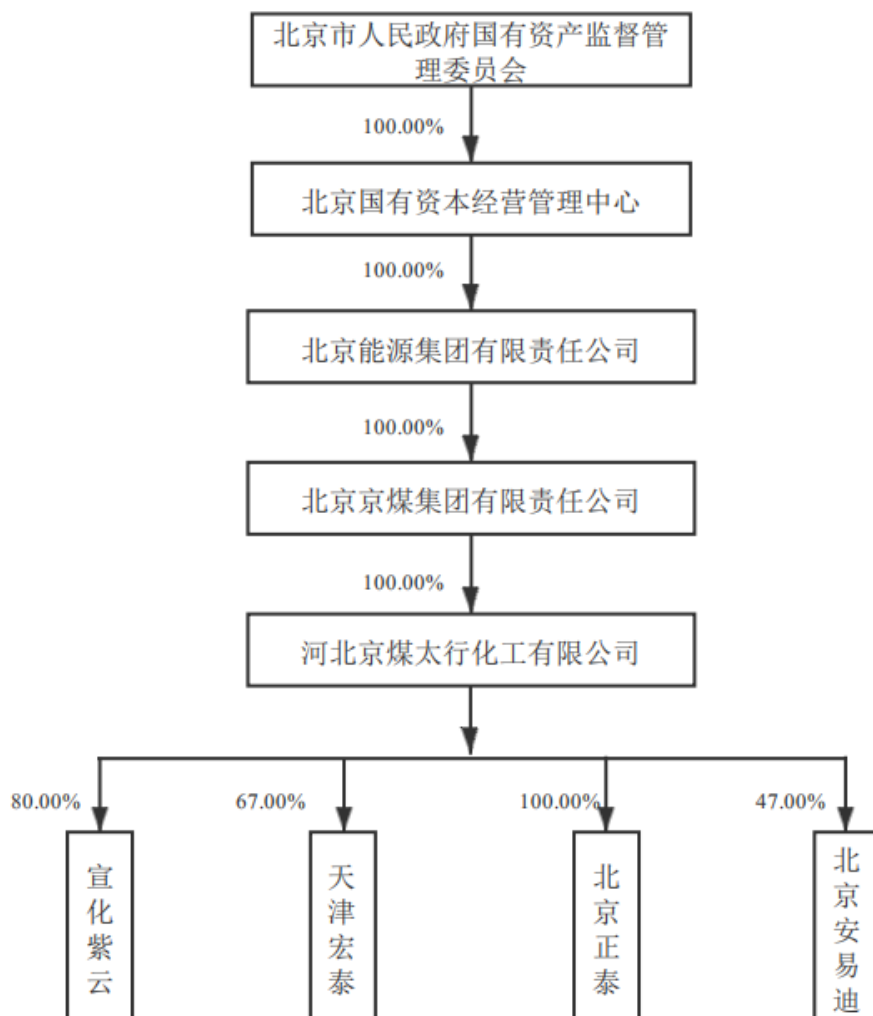 北京市人民政府国有资产监督管
理委员会
100.00%
北京国有资本经营管理中心
100.00%
北京能源集团有限责任公司
100.00%
北京京煤集团有限责任公司
100.00%
河北京煤太行化工有限公司
80.00%
67.00%
100.00%
47.00%
宣化紫云
天津宏泰
北京正泰
北京安易迪